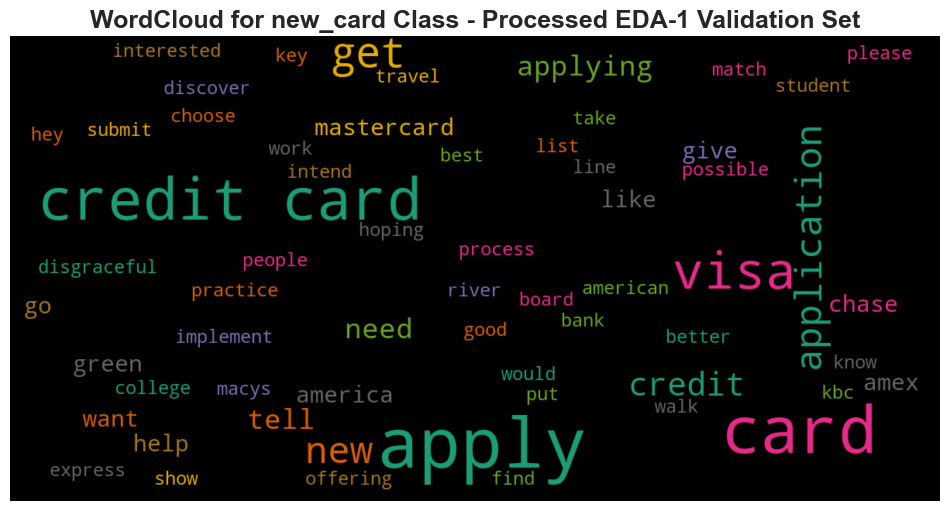 WordCloud for new_card Class - Processed EDA-1 Validation Set
interested
key
get
travel
applying
match
please
discover
student
hey
submit
choose
mastercard
take
work
best
list
line
give
possible
intend
credit card
like
hoping
application
disgraceful
people
process
visa
practice
river
board
american
chase
go
implement
need
good
bank
better
green
college
macys
america
would
put
credit
walk
know
kbc
amex
want
tell
help
new
apply
card
express
show
offering
find